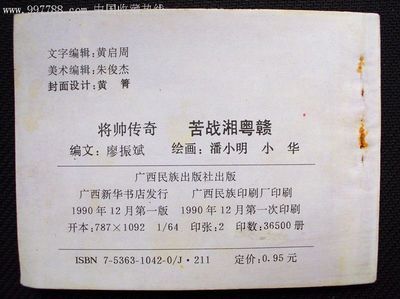 www.997788.com 中国收藏热线
文字编辑:黄启周
美术编辑:朱俊杰
封面设计:黄 箐
将帅传奇 苦战湘粤赣
编文:廖振斌 绘画:潘小明 小 华
广西民族出版社出版
广西新华书店发行 广西民族印刷厂印刷
1990年12月第一版 1990年12月第一次印刷
开本:787×1092 1/64 印张:2 印数:36500册
ISBN 7-5363-1042-0/J·211 定价:0.95元